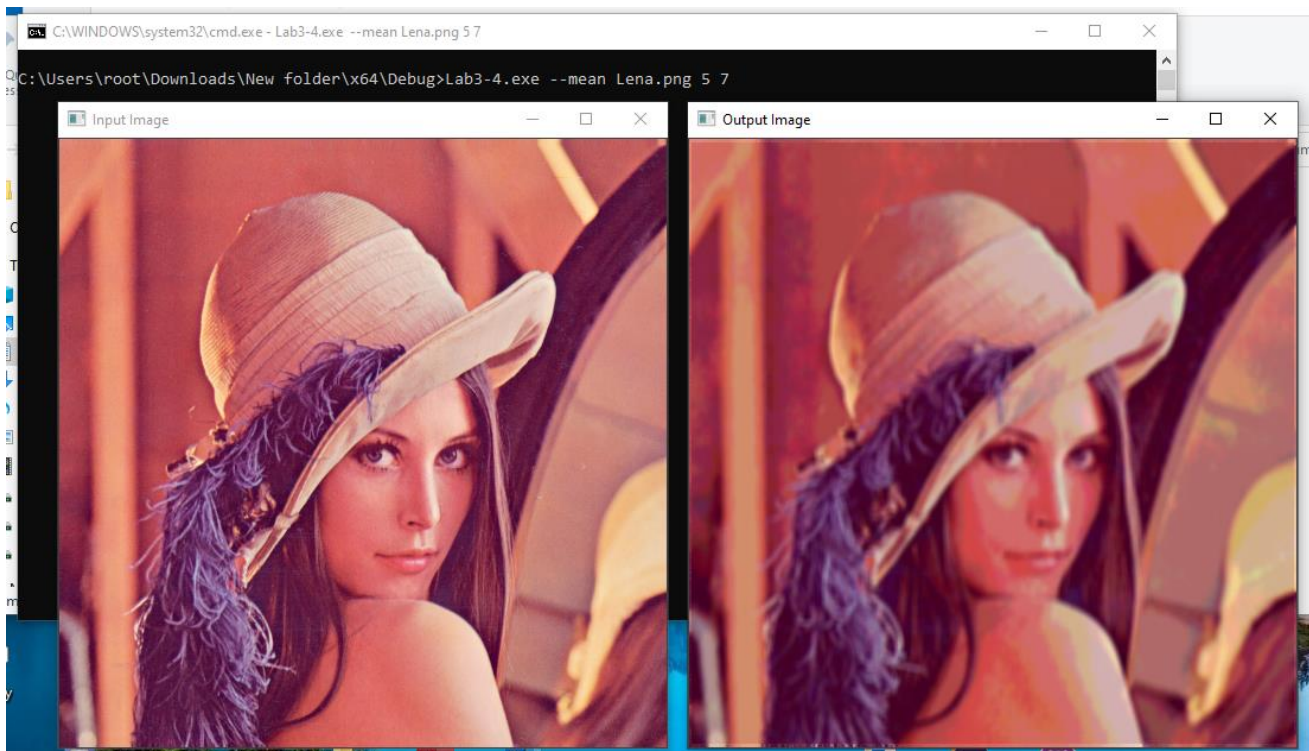 C:\WINDOWS\system32\cmd.exe - Lab3-4.exe  --mean Lena.png 5 7
C:\Users\root\Downloads\New folder\x64\Debug>Lab3-4.exe --mean Lena.png 5 7
Input Image
Output Image